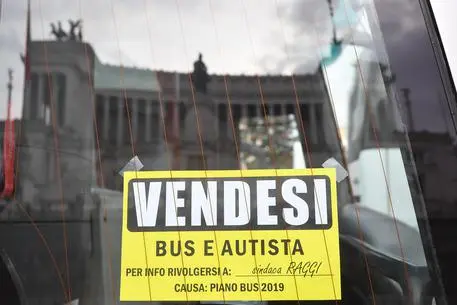 VENDESI
BUS E AUTISTA
PER INFO RIVOLGERSI A: sindaca RAGGI
CAUSA: PIANO BUS 2019